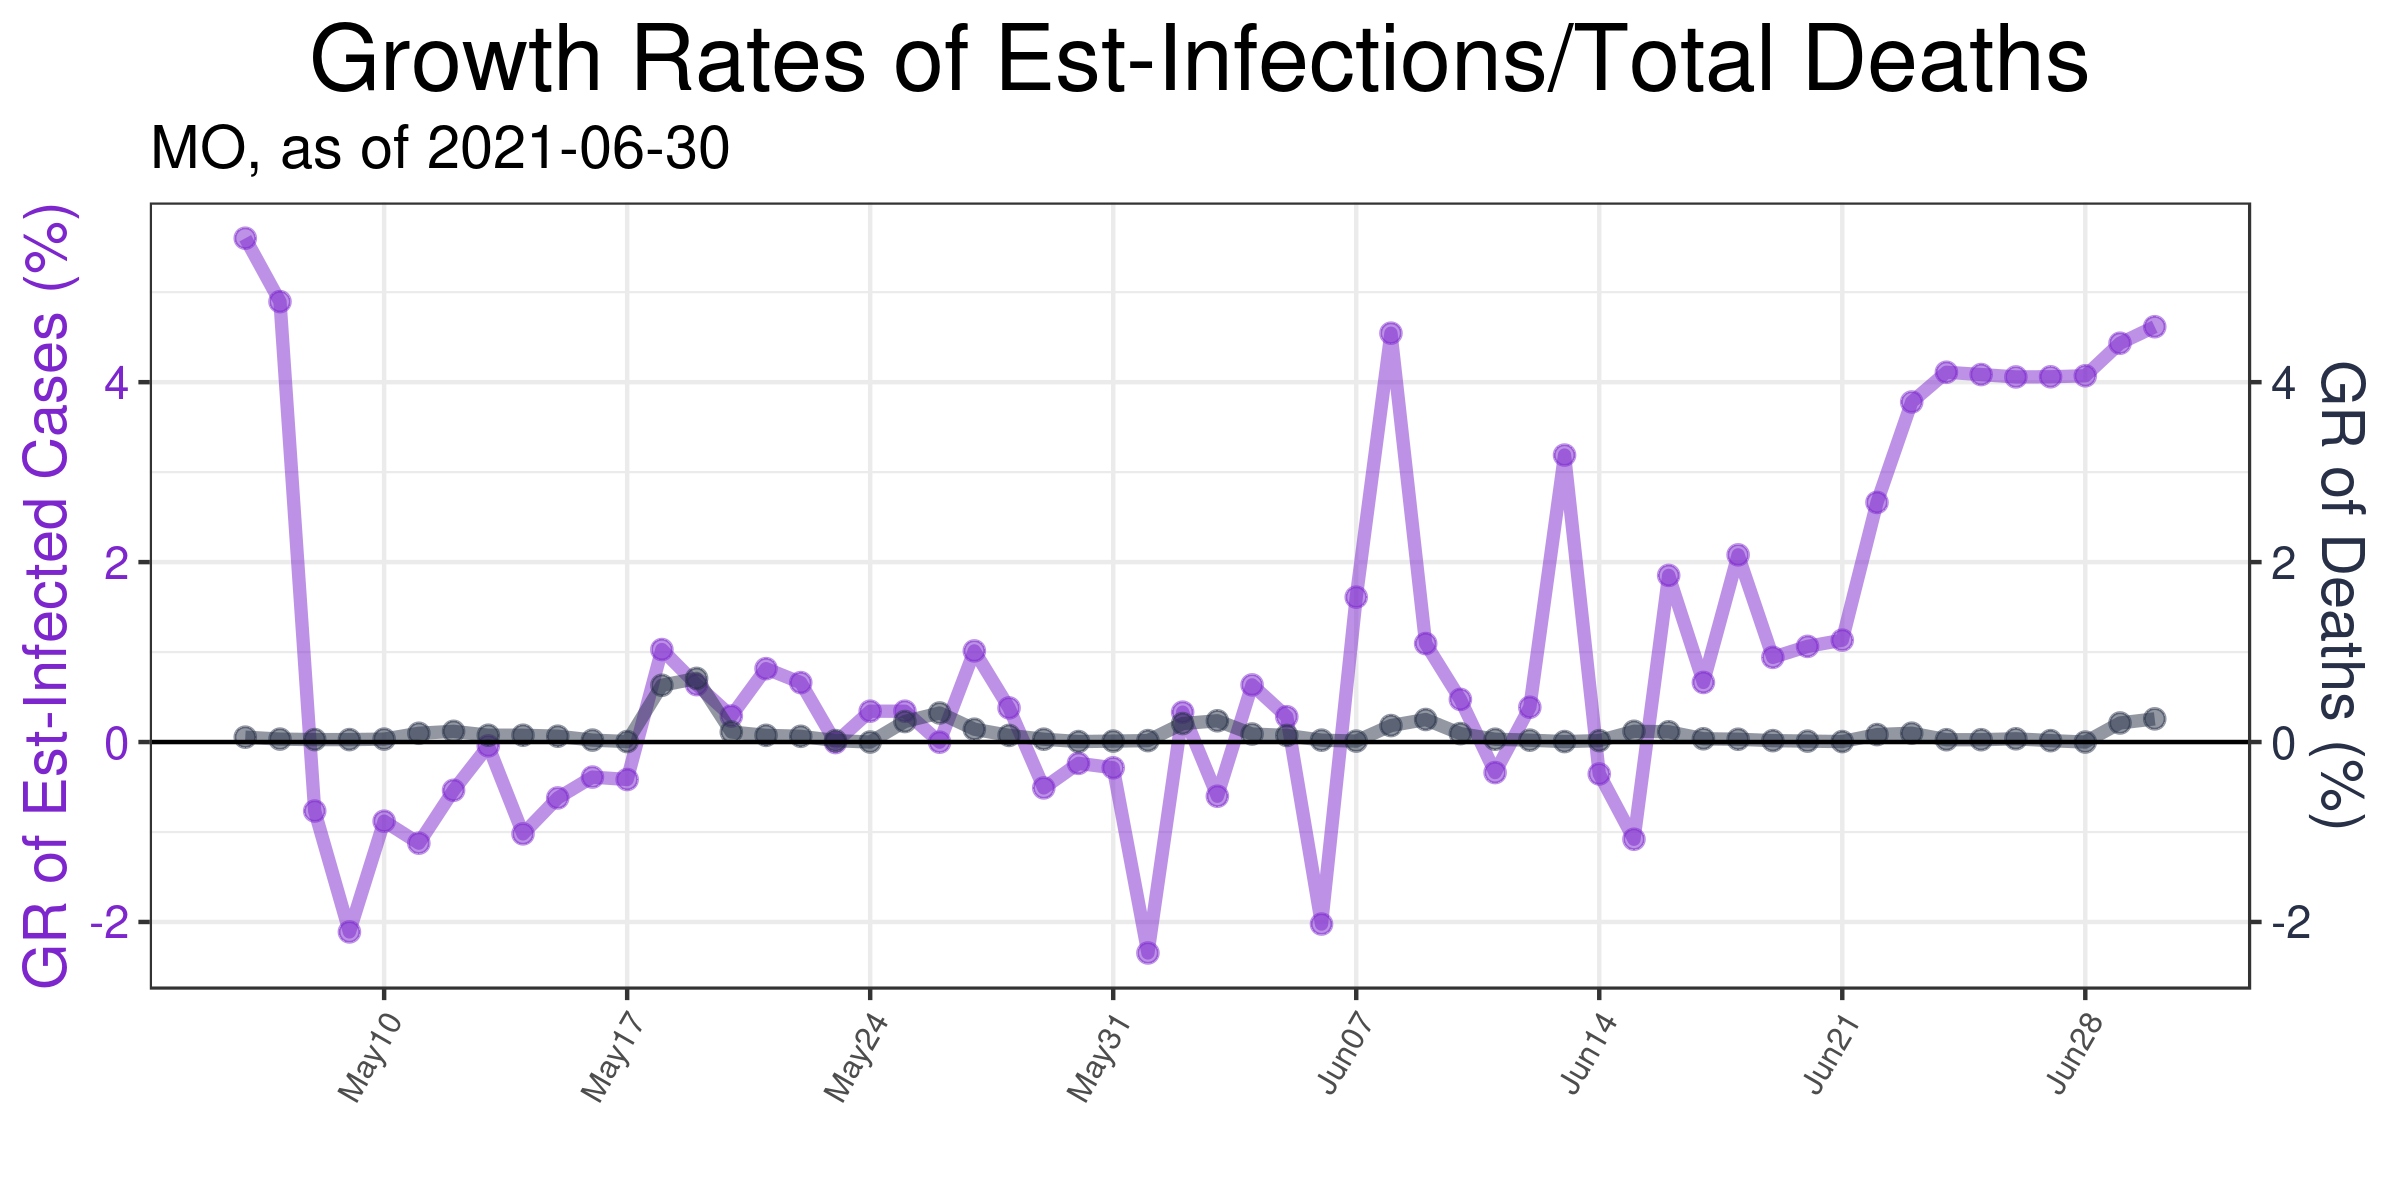 Growth Rates of Est-Infections/Total Deaths
MO, as of 2021-06-30
GR of Est-Infected Cases (%)
4
2
0
-2
4
2
0
-2
GR of Deaths (%)
May10
May17
May24
May31
Jun07
Jun14
Jun21
Jun28